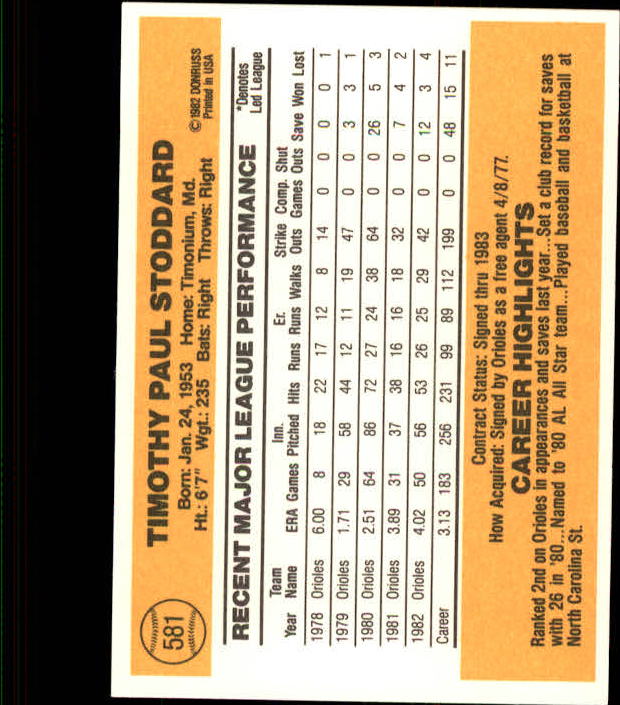 581
TIMOTHY PAUL STODDARD
Born: Jan. 24, 1953 Home: Timonium, Md.
Ht.: 6'7" Wgt.: 235 Bats: Right Throws: Right
©1982 DONRUSS
Printed in USA
RECENT MAJOR LEAGUE PERFORMANCE
*Denotes
Led League
Team Inn. Er. Strike Comp. Shut
Year Name ERA Games Pitched Hits Runs Runs Walks Outs Games Outs Save Won Lost
1978 Orioles 6.00 8 18 22 17 12 8 14 0 0 0 0 1
1979 Orioles 1.71 29 58 44 12 11 19 47 0 0 3 3 1
1980 Orioles 2.51 64 86 72 27 24 38 64 0 0 26 5 3
1981 Orioles 3.89 31 37 38 16 16 18 32 0 0 7 4 2
1982 Orioles 4.02 50 56 53 26 25 29 42 0 0 12 3 4
Career 3.13 183 256 231 99 89 112 199 0 0 48 15 11
Contract Status: Signed thru 1983
How Acquired: Signed by Orioles as a free agent 4/8/77.
CAREER HIGHLIGHTS
Ranked 2nd on Orioles in appearances and saves last year...Set a club record for saves
with 26 in '80...Named to '80 AL All Star team...Played baseball and basketball at
North Carolina St.